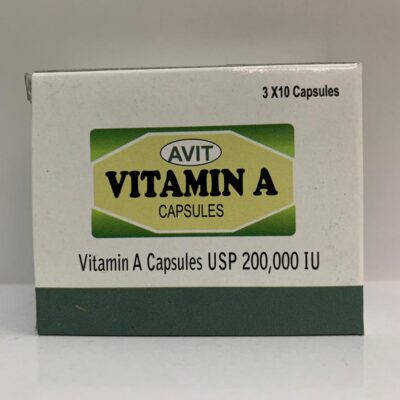 3 X10 Capsules
AVIT
VITAMIN A
CAPSULES
Vitamin A Capsules USP 200,000 IU